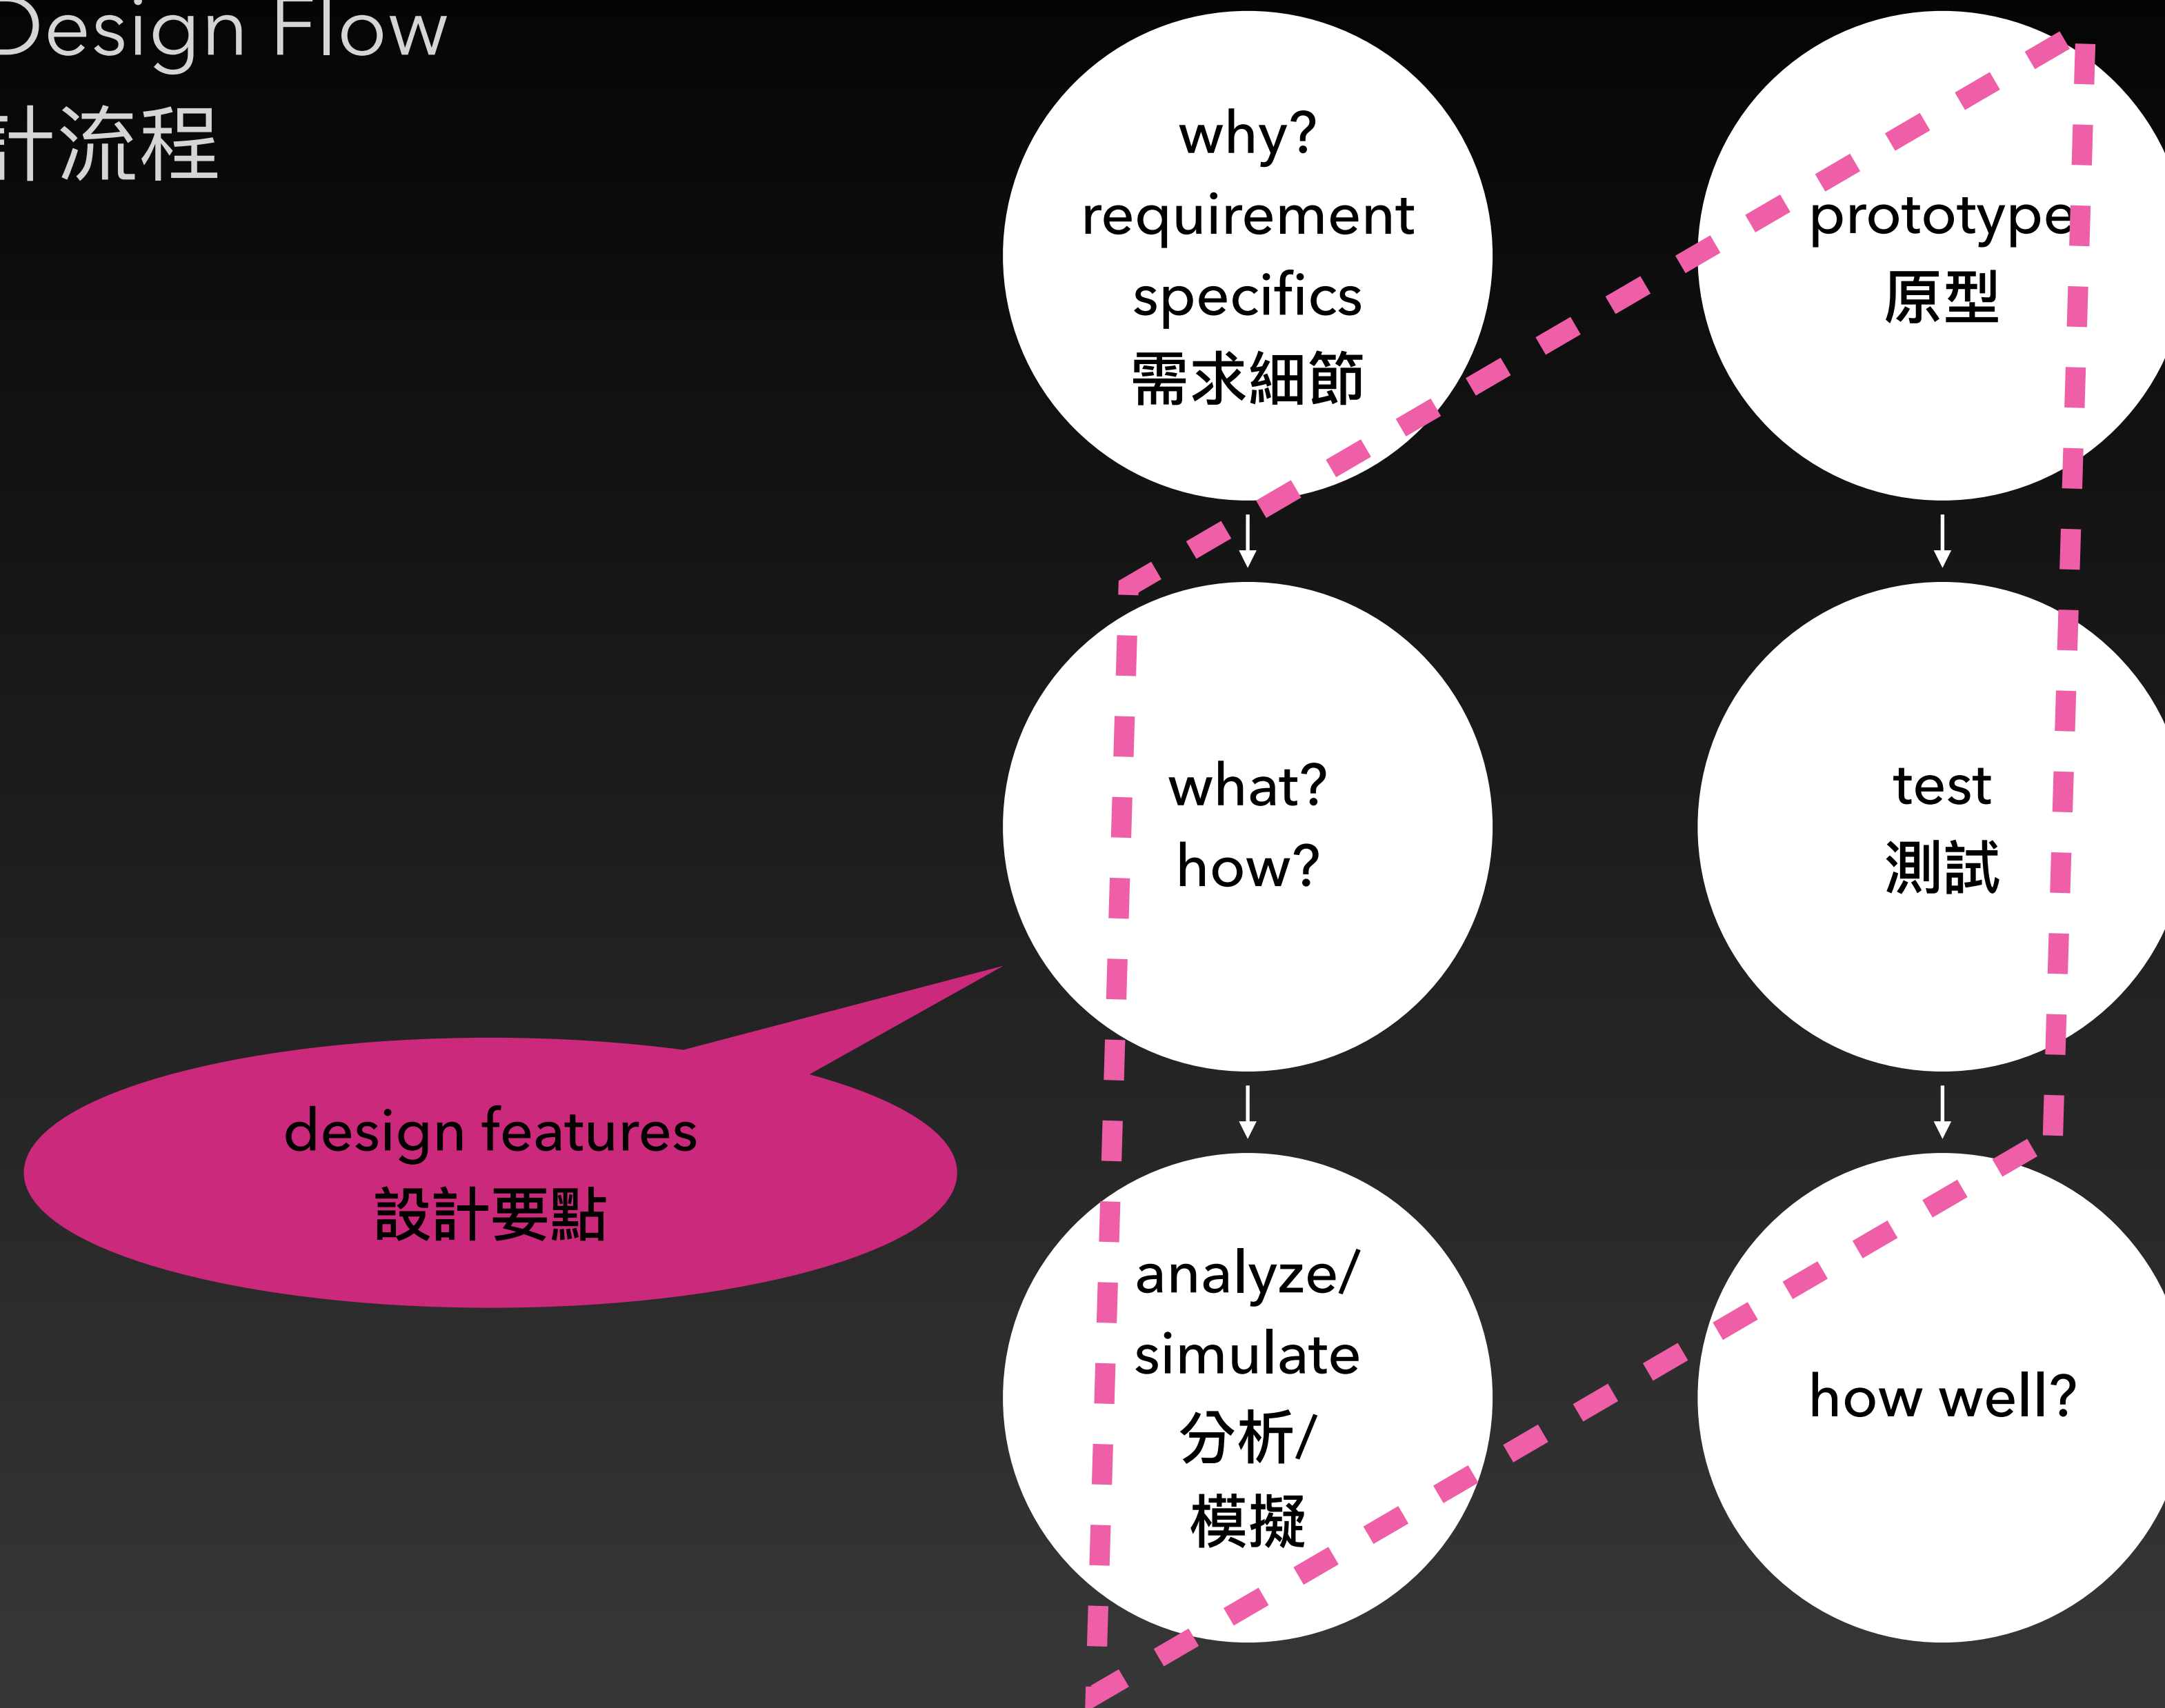 Design Flow
計流程
why?
requirement
specifics
需求細節
what?
how?
analyze/
simulate
分析/
模擬
design features
設計要點
prototype
原型
test
測試
how well?